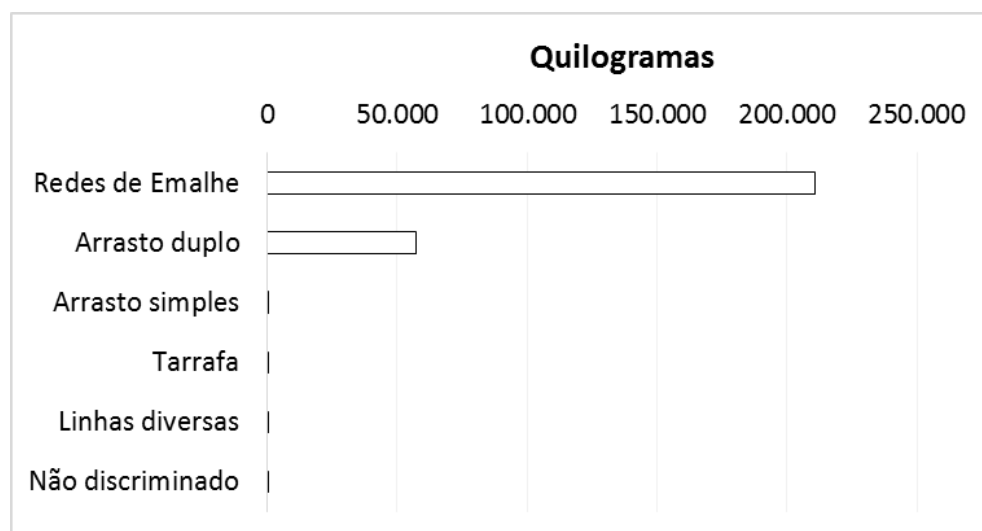 Quilogramas
0 50.000 100.000 150.000 200.000 250.000
Redes de Emalhe
Arrasto duplo
Arrasto simples
Tarrafa
Linhas diversas
Não discriminado